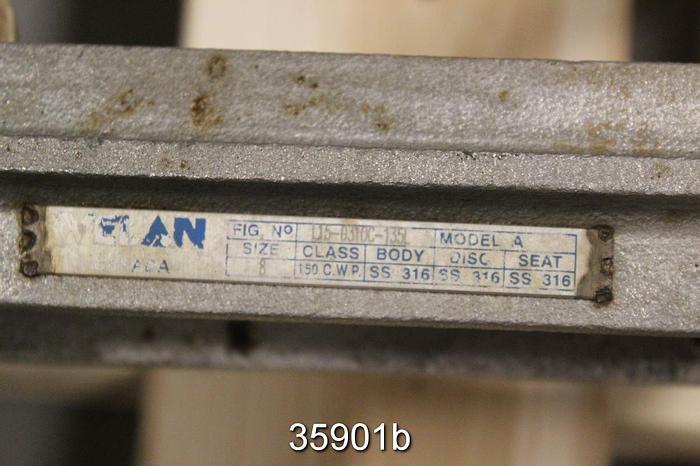 VELAN FIG. Nº MODEL A
SIZE CLASS BODY DISC SEAT
8 150 C.W.P. SS 316 SS 316 SS 316
35901b